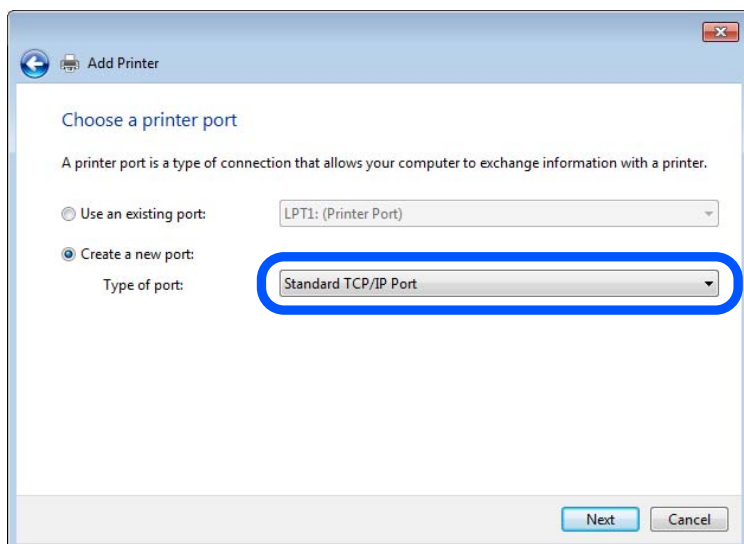 Add Printer
Choose a printer port
A printer port is a type of connection that allows your computer to exchange information with a printer.
Use an existing port:
LPT1: (Printer Port)
Create a new port:
Type of port:
Standard TCP/IP Port
Next
Cancel